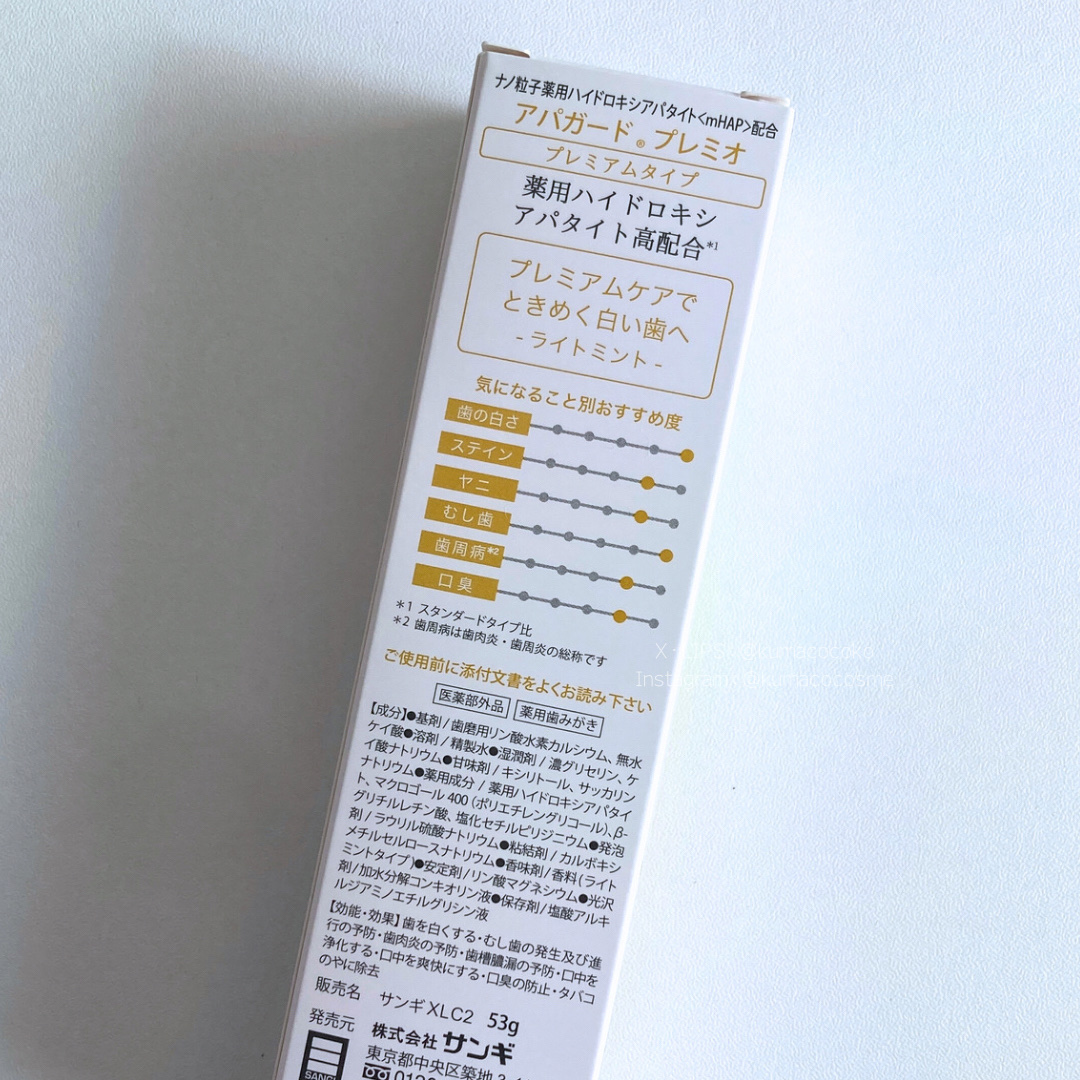 ナノ粒子薬用ハイドロキシアパタイト<mHAP>配合
アパガード®プレミオ
プレミアムタイプ
薬用ハイドロキシ
アパタイト高配合*1
プレミアムケアで
ときめく白い歯へ
- ライトミント -
気になること別おすすめ度
歯の白さ
ステイン
ヤニ
むし歯
歯周病*2
口臭
*1 スタンダードタイプ比
*2 歯周病は歯肉炎・歯周炎の総称です
ご使用前に添付文書をよくお読み下さい
医薬部外品 薬用歯みがき
【成分】●基剤/歯磨用リン酸水素カルシウム、無水
ケイ酸●溶剤/精製水●湿潤剤/濃グリセリン、ケ
イ酸ナトリウム●甘味剤/キシリトール、サッカリン
ナトリウム●薬用成分/薬用ハイドロキシアパタイ
ト、マクロゴール400(ポリエチレングリコール)、β-
グリチルレチン酸、塩化セチルピリジニウム●発泡
剤/ラウリル硫酸ナトリウム●粘結剤/カルボキシ
メチルセルロースナトリウム●香味剤/香料(ライト
ミントタイプ)●安定剤/リン酸マグネシウム●光沢
剤/加水分解コンキオリン液●保存剤/塩酸アルキ
ルジアミノエチルグリシン液
【効能・効果】歯を白くする・むし歯の発生及び進
行の予防・歯肉炎の予防・歯槽膿漏の予防・口中を
浄化する・口中を爽快にする・口臭の防止・タバコ
のやに除去
販売名 サンギXLC2 53g
発売元 株式会社サンギ
東京都中央区築地
SANGI